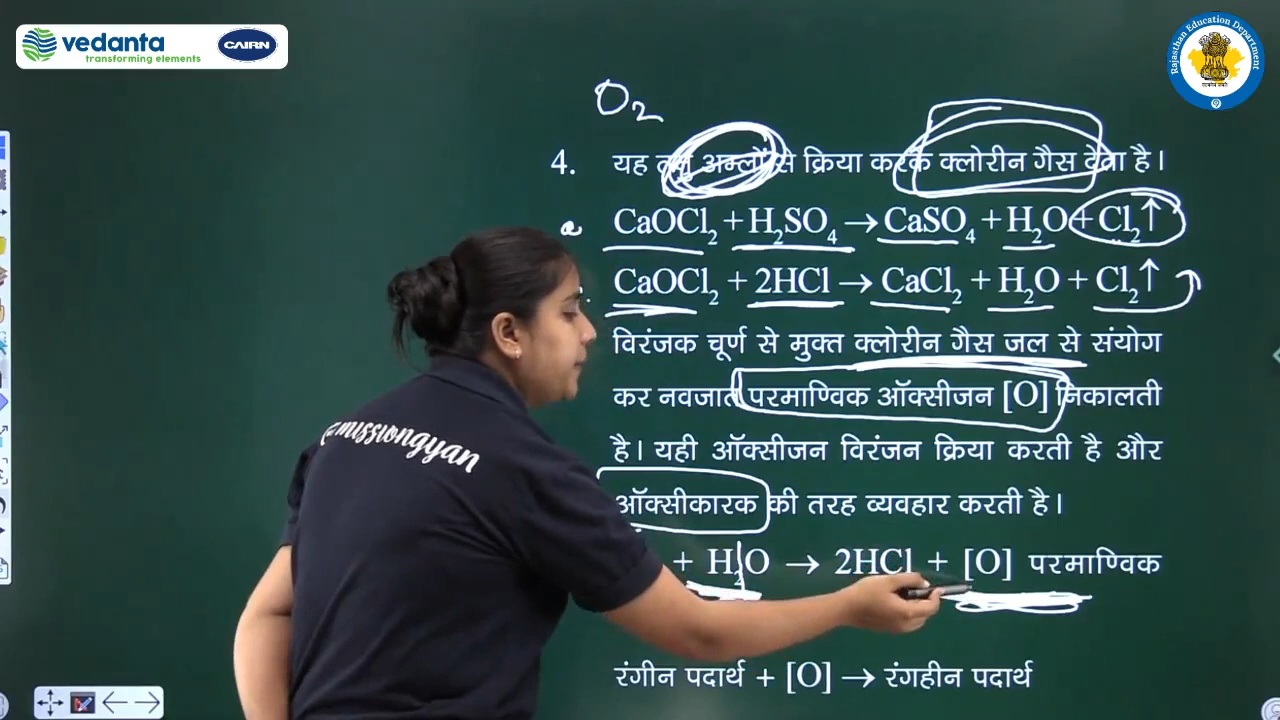 vedanta
transforming elements
CAIRN
Rajasthan Education Department
O₂
4. यह तनु अम्लों से क्रिया करके क्लोरीन गैस देता है।
CaOCl₂ + H₂SO₄ → CaSO₄ + H₂O + Cl₂↑
CaOCl₂ + 2HCl → CaCl₂ + H₂O + Cl₂↑
विरंजक चूर्ण से मुक्त क्लोरीन गैस जल से संयोग
कर नवजात परमाण्विक ऑक्सीजन [O] निकालती
है। यही ऑक्सीजन विरंजन क्रिया करती है और
ऑक्सीकारक की तरह व्यवहार करती है।
+ H₂O → 2HCl + [O] परमाण्विक
रंगीन पदार्थ + [O] → रंगहीन पदार्थ
missiongyan